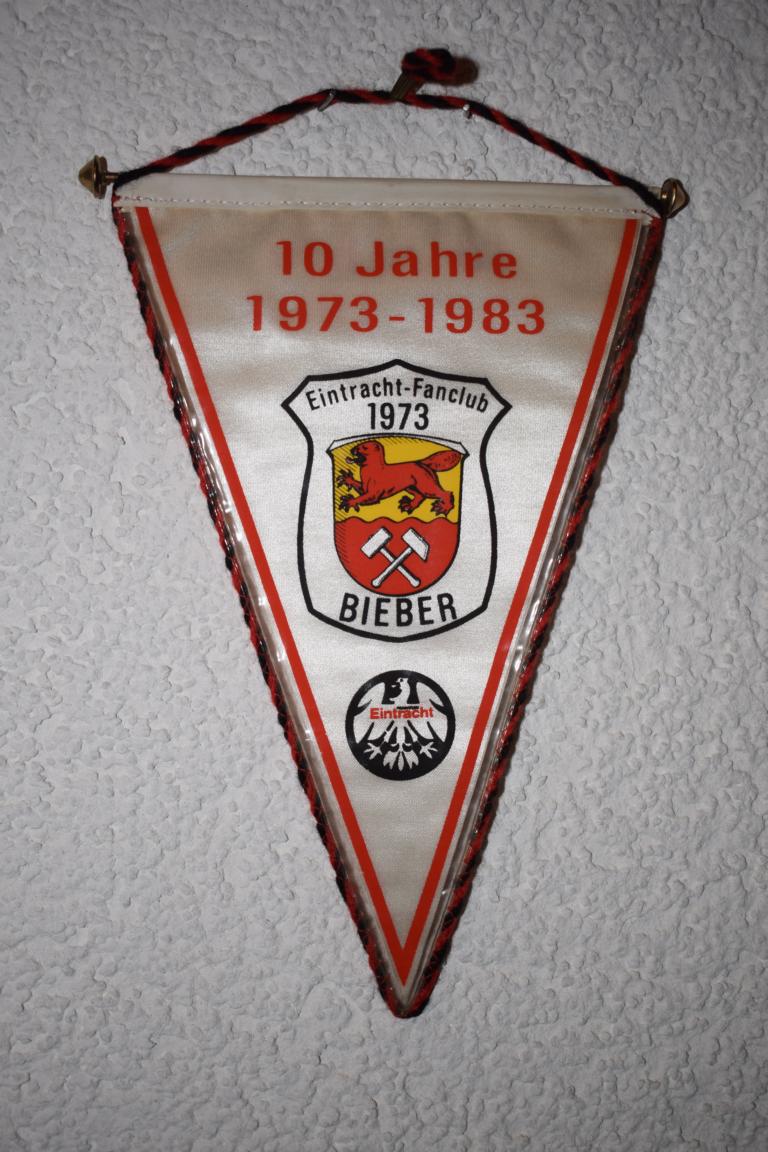 10 Jahre
1973-1983
Eintracht-Fanclub
1973
BIEBER
Eintracht